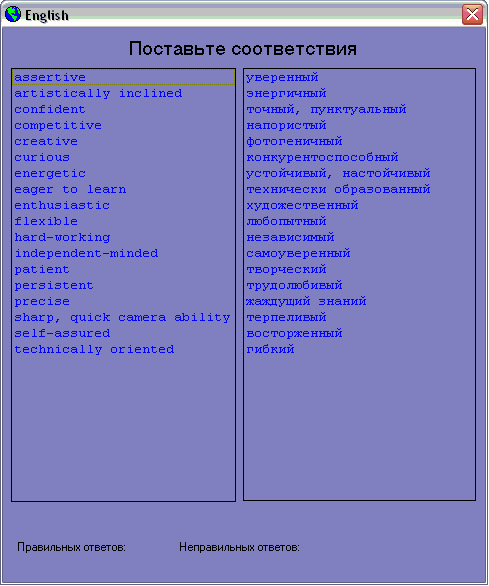 English
Поставьте соответствия
assertive
artistically inclined
confident
competitive
creative
curious
energetic
eager to learn
enthusiastic
flexible
hard-working
independent-minded
patient
persistent
precise
sharp, quick camera ability
self-assured
technically oriented
уверенный
энергичный
точный, пунктуальный
напористый
фотогеничный
конкурентоспособный
устойчивый, настойчивый
технически образованный
художественный
любопытный
независимый
самоуверенный
творческий
трудолюбивый
жаждущий знаний
терпеливый
восторженный
гибкий
Правильных ответов:
Неправильных ответов: